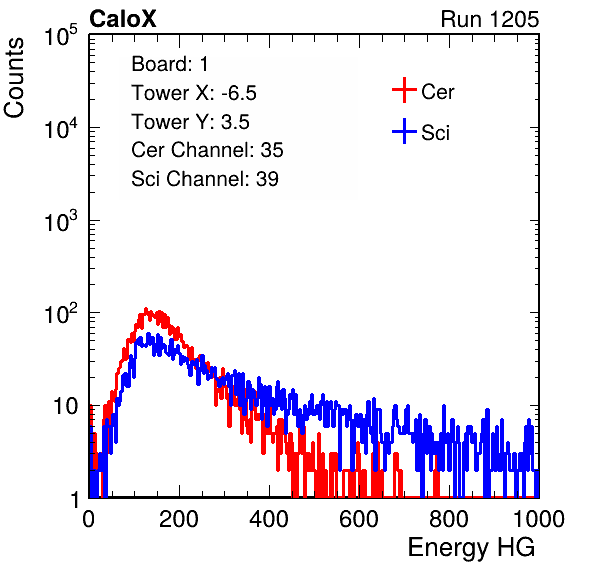 CaloX Run 1205
Counts
10^5
10^4
10^3
10^2
10
1
Board: 1
Tower X: -6.5
Tower Y: 3.5
Cer Channel: 35
Sci Channel: 39
Cer
Sci
0 200 400 600 800 1000
Energy HG